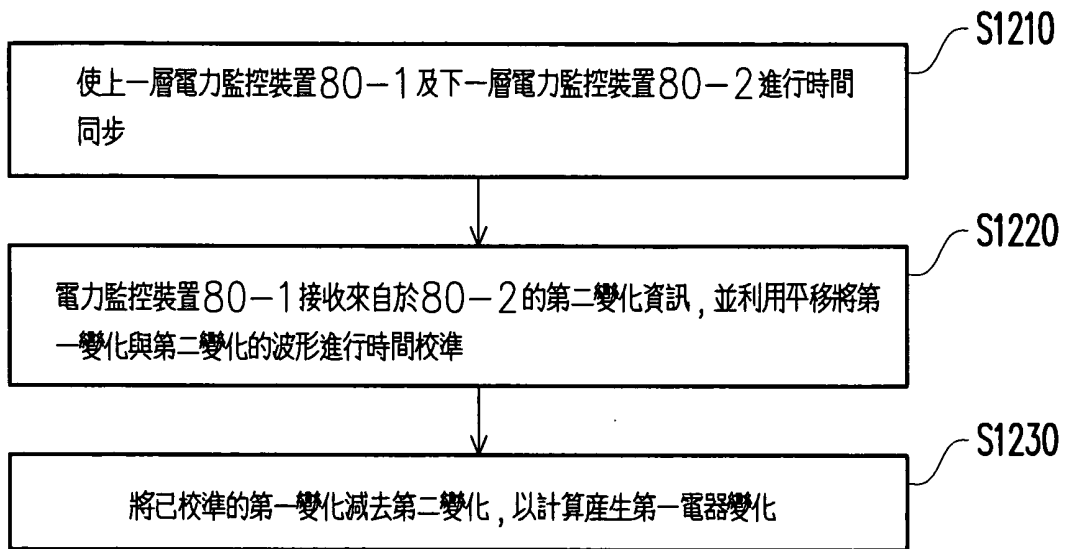 S1210
使上一層電力監控裝置80-1及下一層電力監控裝置80-2進行時間
同步
S1220
電力監控裝置80-1接收來自於80-2的第二變化資訊,並利用平移將第
一變化與第二變化的波形進行時間校準
S1230
將已校準的第一變化減去第二變化,以計算產生第一電器變化